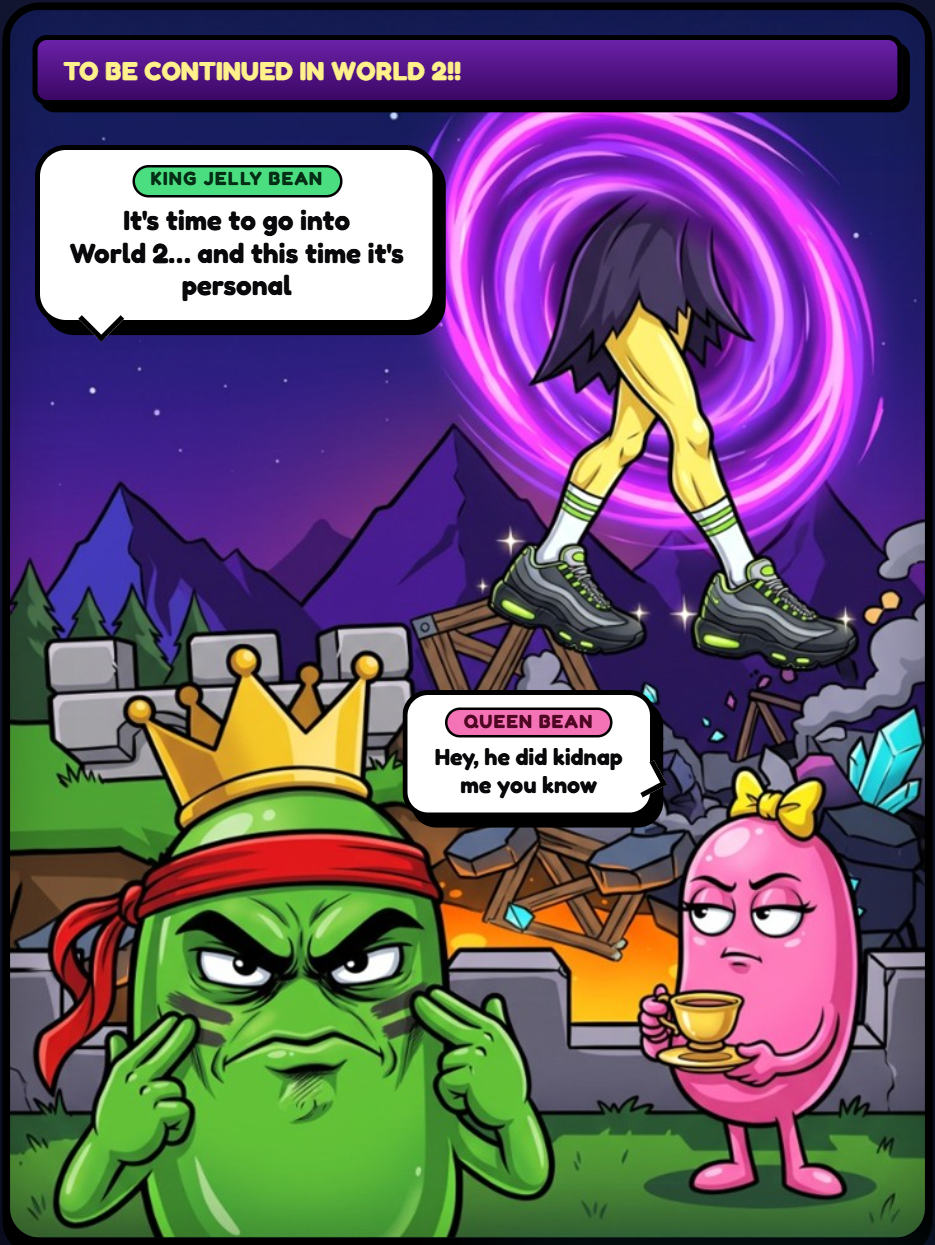 TO BE CONTINUED IN WORLD 2!!
KING JELLY BEAN
It's time to go into
World 2... and this time it's
personal
QUEEN BEAN
Hey, he did kidnap
me you know